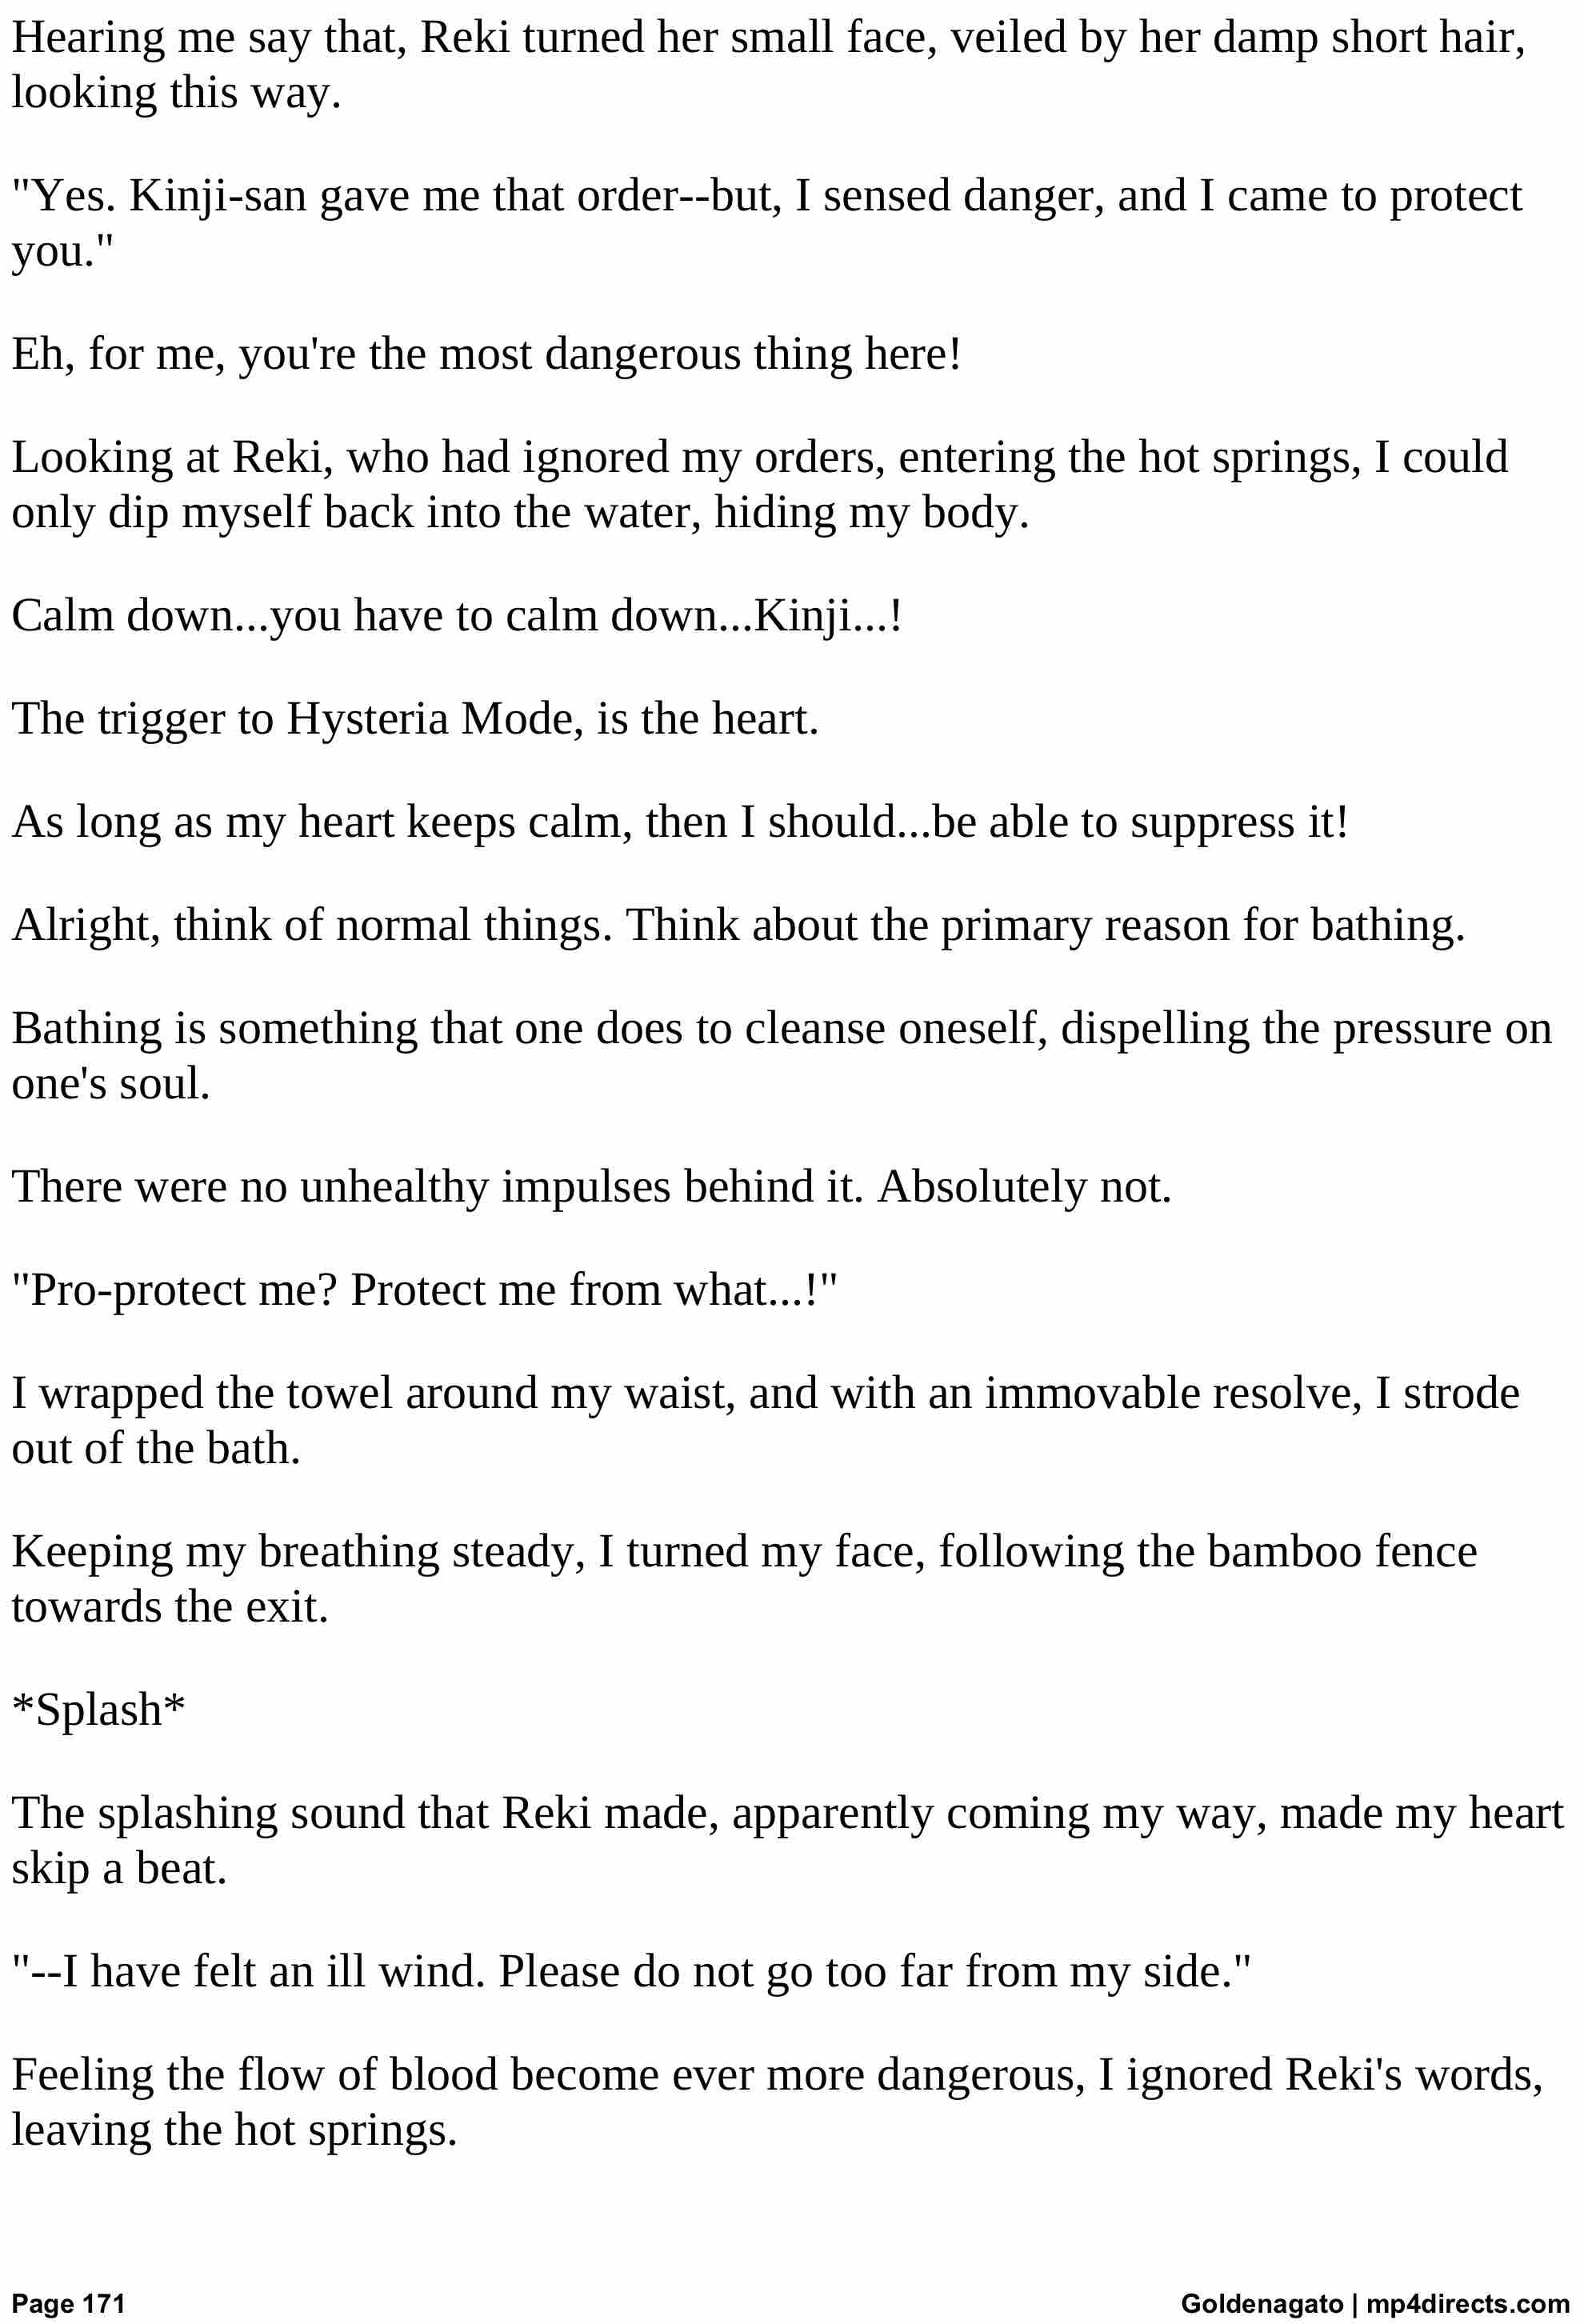 Hearing me say that, Reki turned her small face, veiled by her damp short hair,
looking this way.
"Yes. Kinji-san gave me that order--but, I sensed danger, and I came to protect
you."
Eh, for me, you're the most dangerous thing here!
Looking at Reki, who had ignored my orders, entering the hot springs, I could
only dip myself back into the water, hiding my body.
Calm down...you have to calm down...Kinji...!
The trigger to Hysteria Mode, is the heart.
As long as my heart keeps calm, then I should...be able to suppress it!
Alright, think of normal things. Think about the primary reason for bathing.
Bathing is something that one does to cleanse oneself, dispelling the pressure on
one's soul.
There were no unhealthy impulses behind it. Absolutely not.
"Pro-protect me? Protect me from what...!"
I wrapped the towel around my waist, and with an immovable resolve, I strode
out of the bath.
Keeping my breathing steady, I turned my face, following the bamboo fence
towards the exit.
*Splash*
The splashing sound that Reki made, apparently coming my way, made my heart
skip a beat.
"--I have felt an ill wind. Please do not go too far from my side."
Feeling the flow of blood become ever more dangerous, I ignored Reki's words,
leaving the hot springs.
Page 171
Goldenagato | mp4directs.com